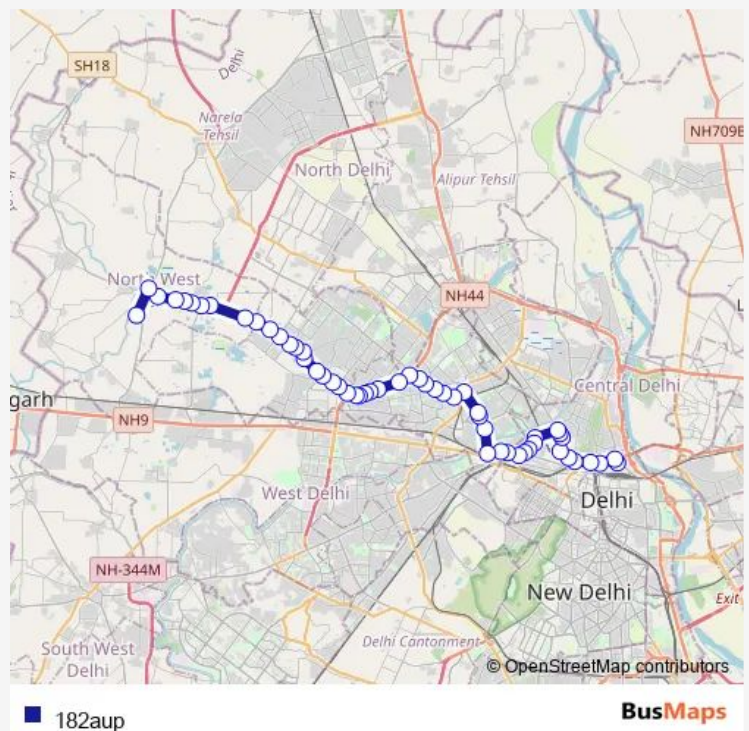 SH18
Delhi
Narela
Tehsil
NH709B
North Delhi
Alipur Tehsil
North West
NH44
Central Delhi
garh
NH9
West Delhi
Delhi
NH-344M
New Delhi
Exit
South West
Delhi
Delhi Cantonment
© OpenStreetMap contributors
182aup
BusMaps